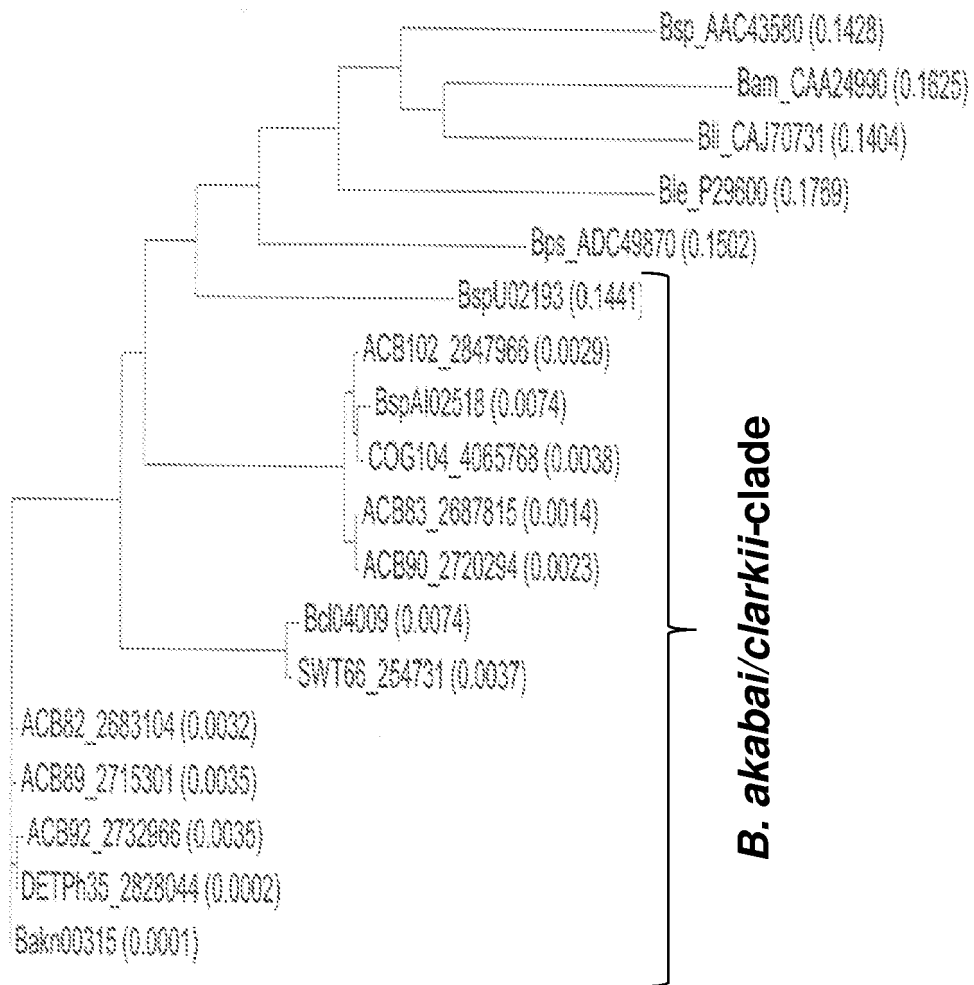 Bsp_AAC43580 (0.1428)
Bam_CAA24990 (0.1625)
Bli_CAJ70731 (0.1404)
Ble_P29600 (0.1789)
Bps_ADC49870 (0.1502)
BspU02193 (0.1441)
ACB102_2847966 (0.0029)
BspAI02518 (0.0074)
COG104_4065768 (0.0038)
ACB83_2687815 (0.0014)
ACB90_2720294 (0.0023)
Bcl04009 (0.0074)
SWT66_254731 (0.0037)
ACB82_2683104 (0.0032)
ACB89_2715301 (0.0035)
ACB92_2732966 (0.0035)
DETPh35_2828044 (0.0002)
Bakn00315 (0.0001)
B. akabai/clarkii-clade